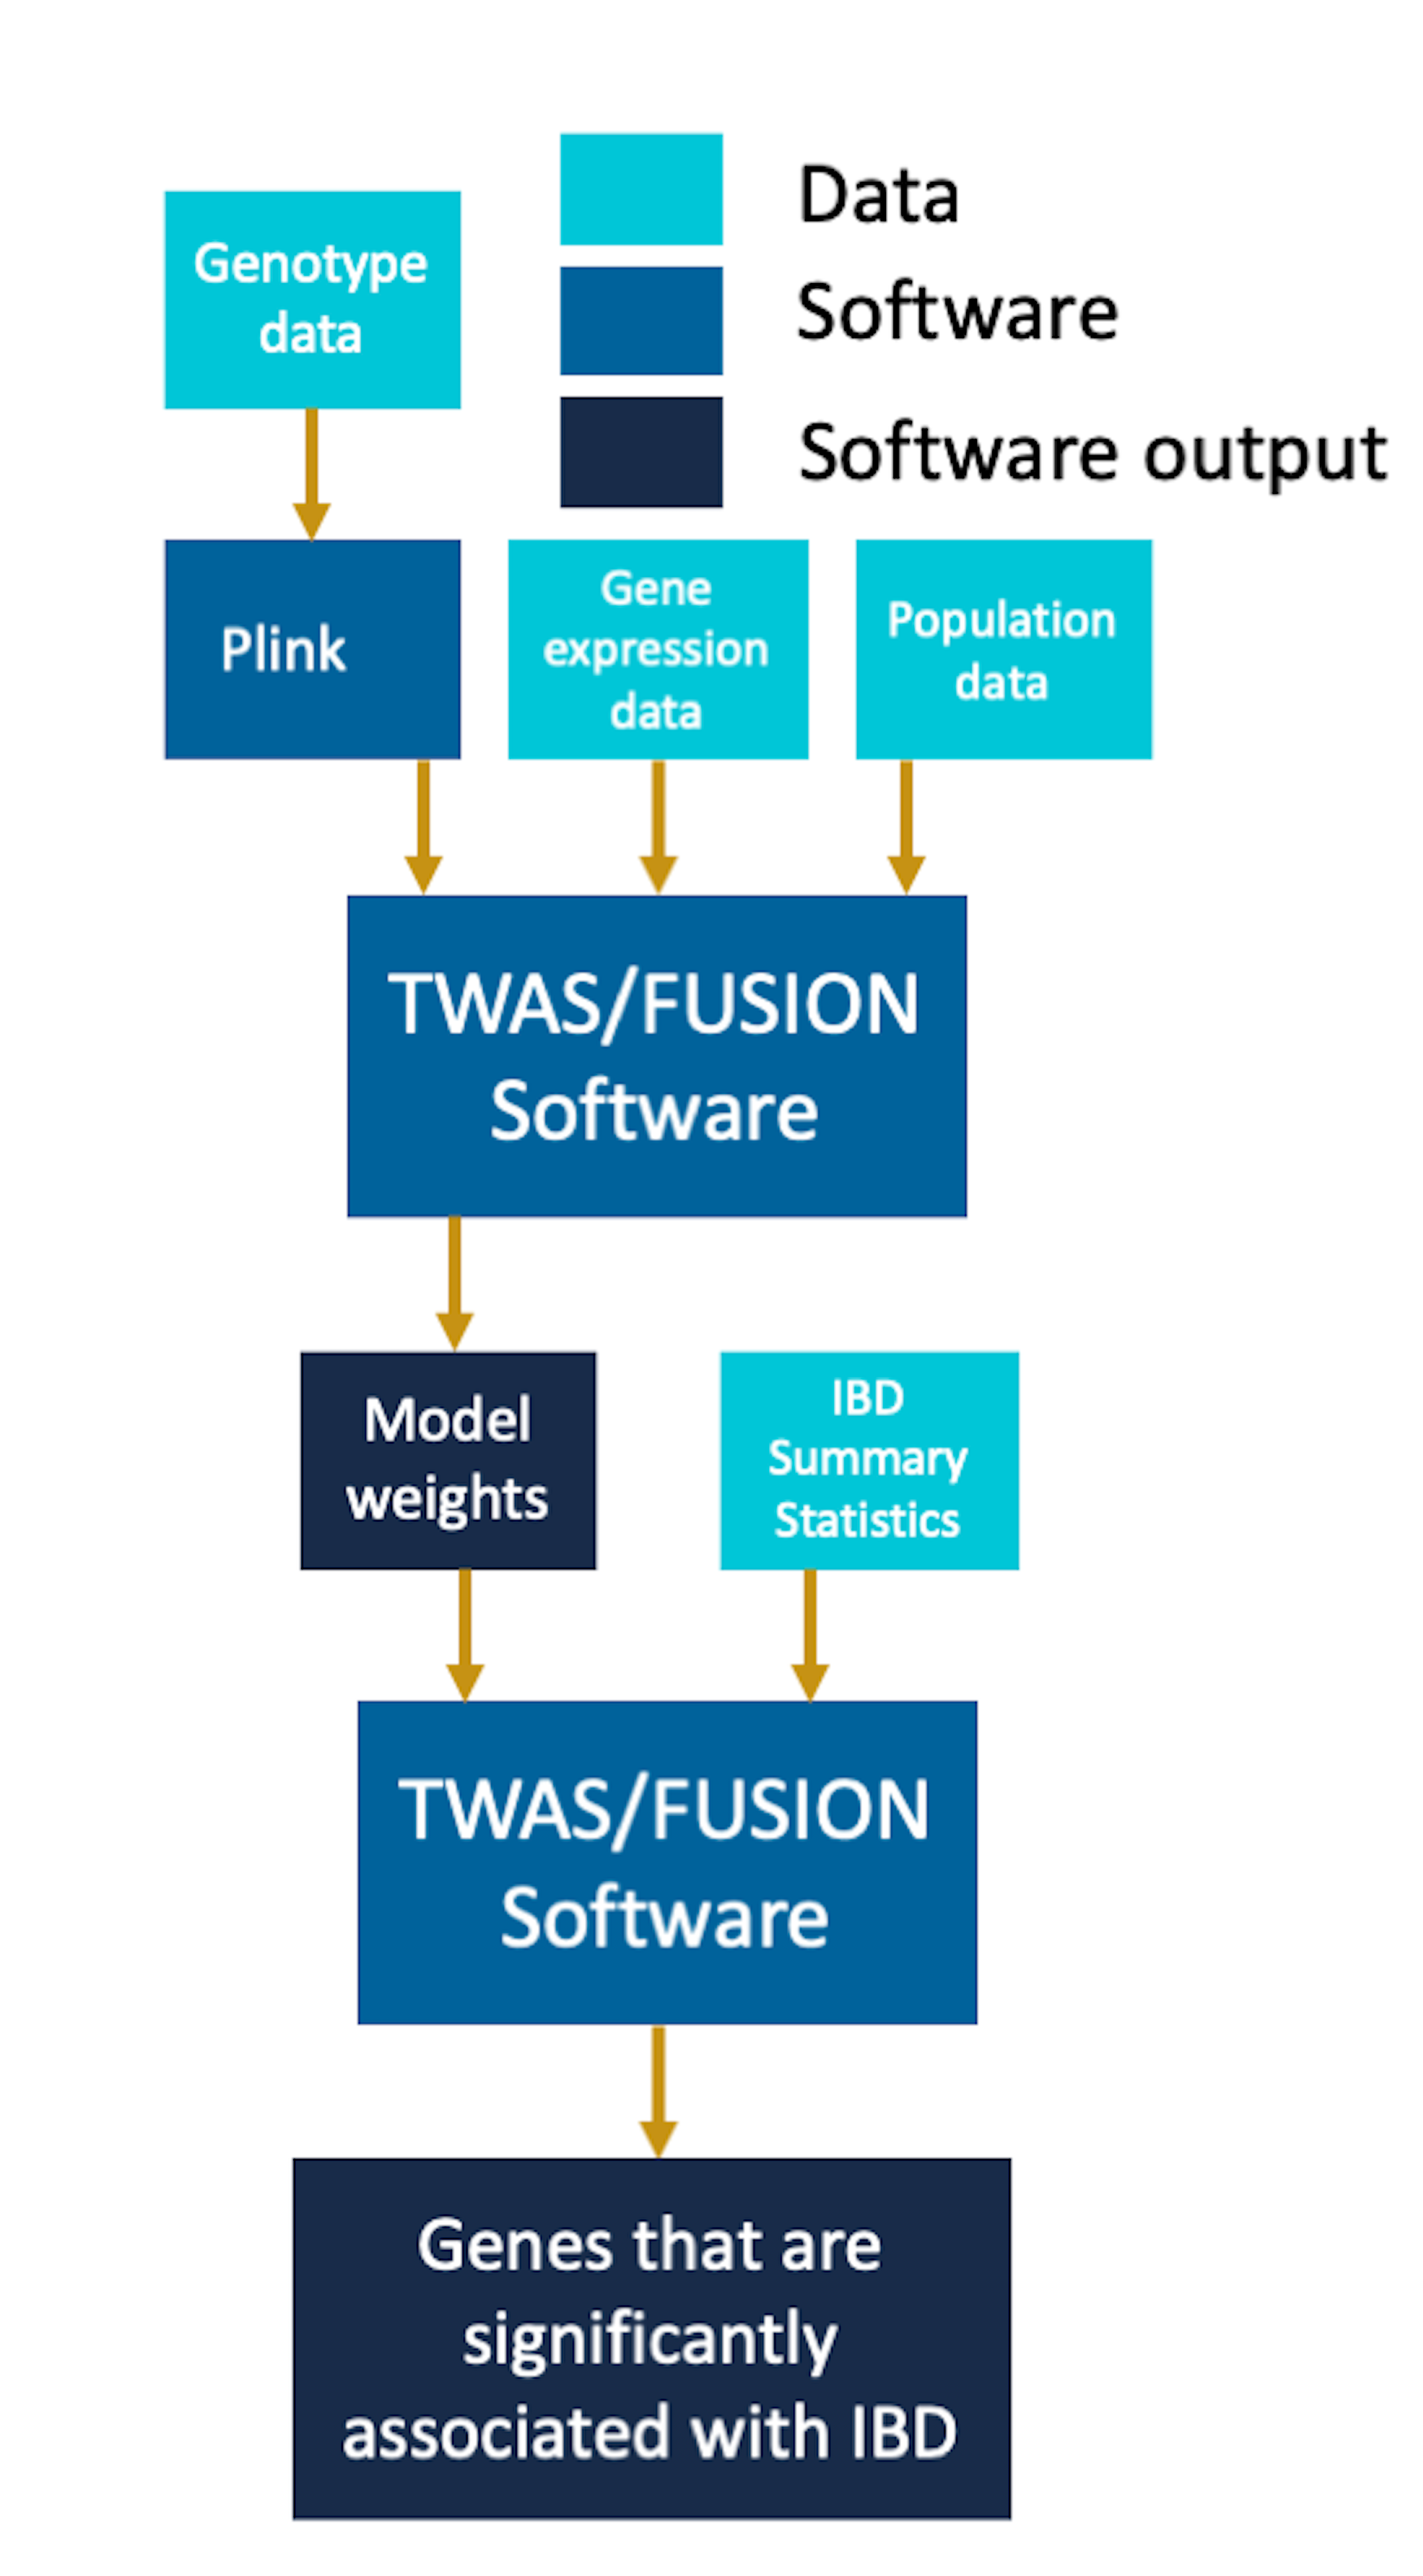 Data
Software
Software output
Genotype
data
Plink
Gene
expression
data
Population
data
TWAS/FUSION
Software
Model
weights
IBD
Summary
Statistics
TWAS/FUSION
Software
Genes that are
significantly
associated with IBD